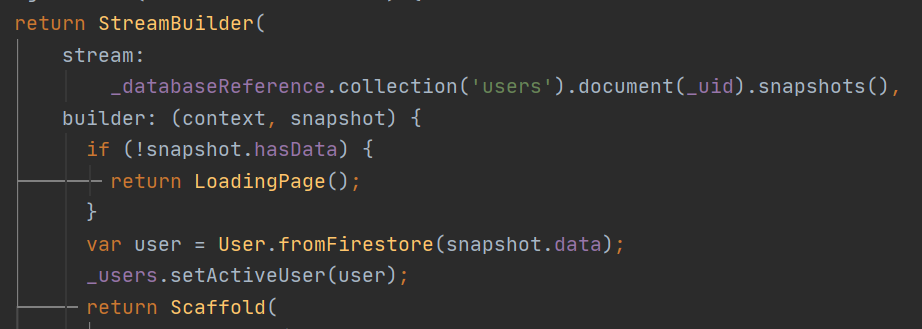 return StreamBuilder(
stream:
_databaseReference.collection('users').document(_uid).snapshots(),
builder: (context, snapshot) {
if (!snapshot.hasData) {
return LoadingPage();
}
var user = User.fromFirestore(snapshot.data);
_users.setActiveUser(user);
return Scaffold(